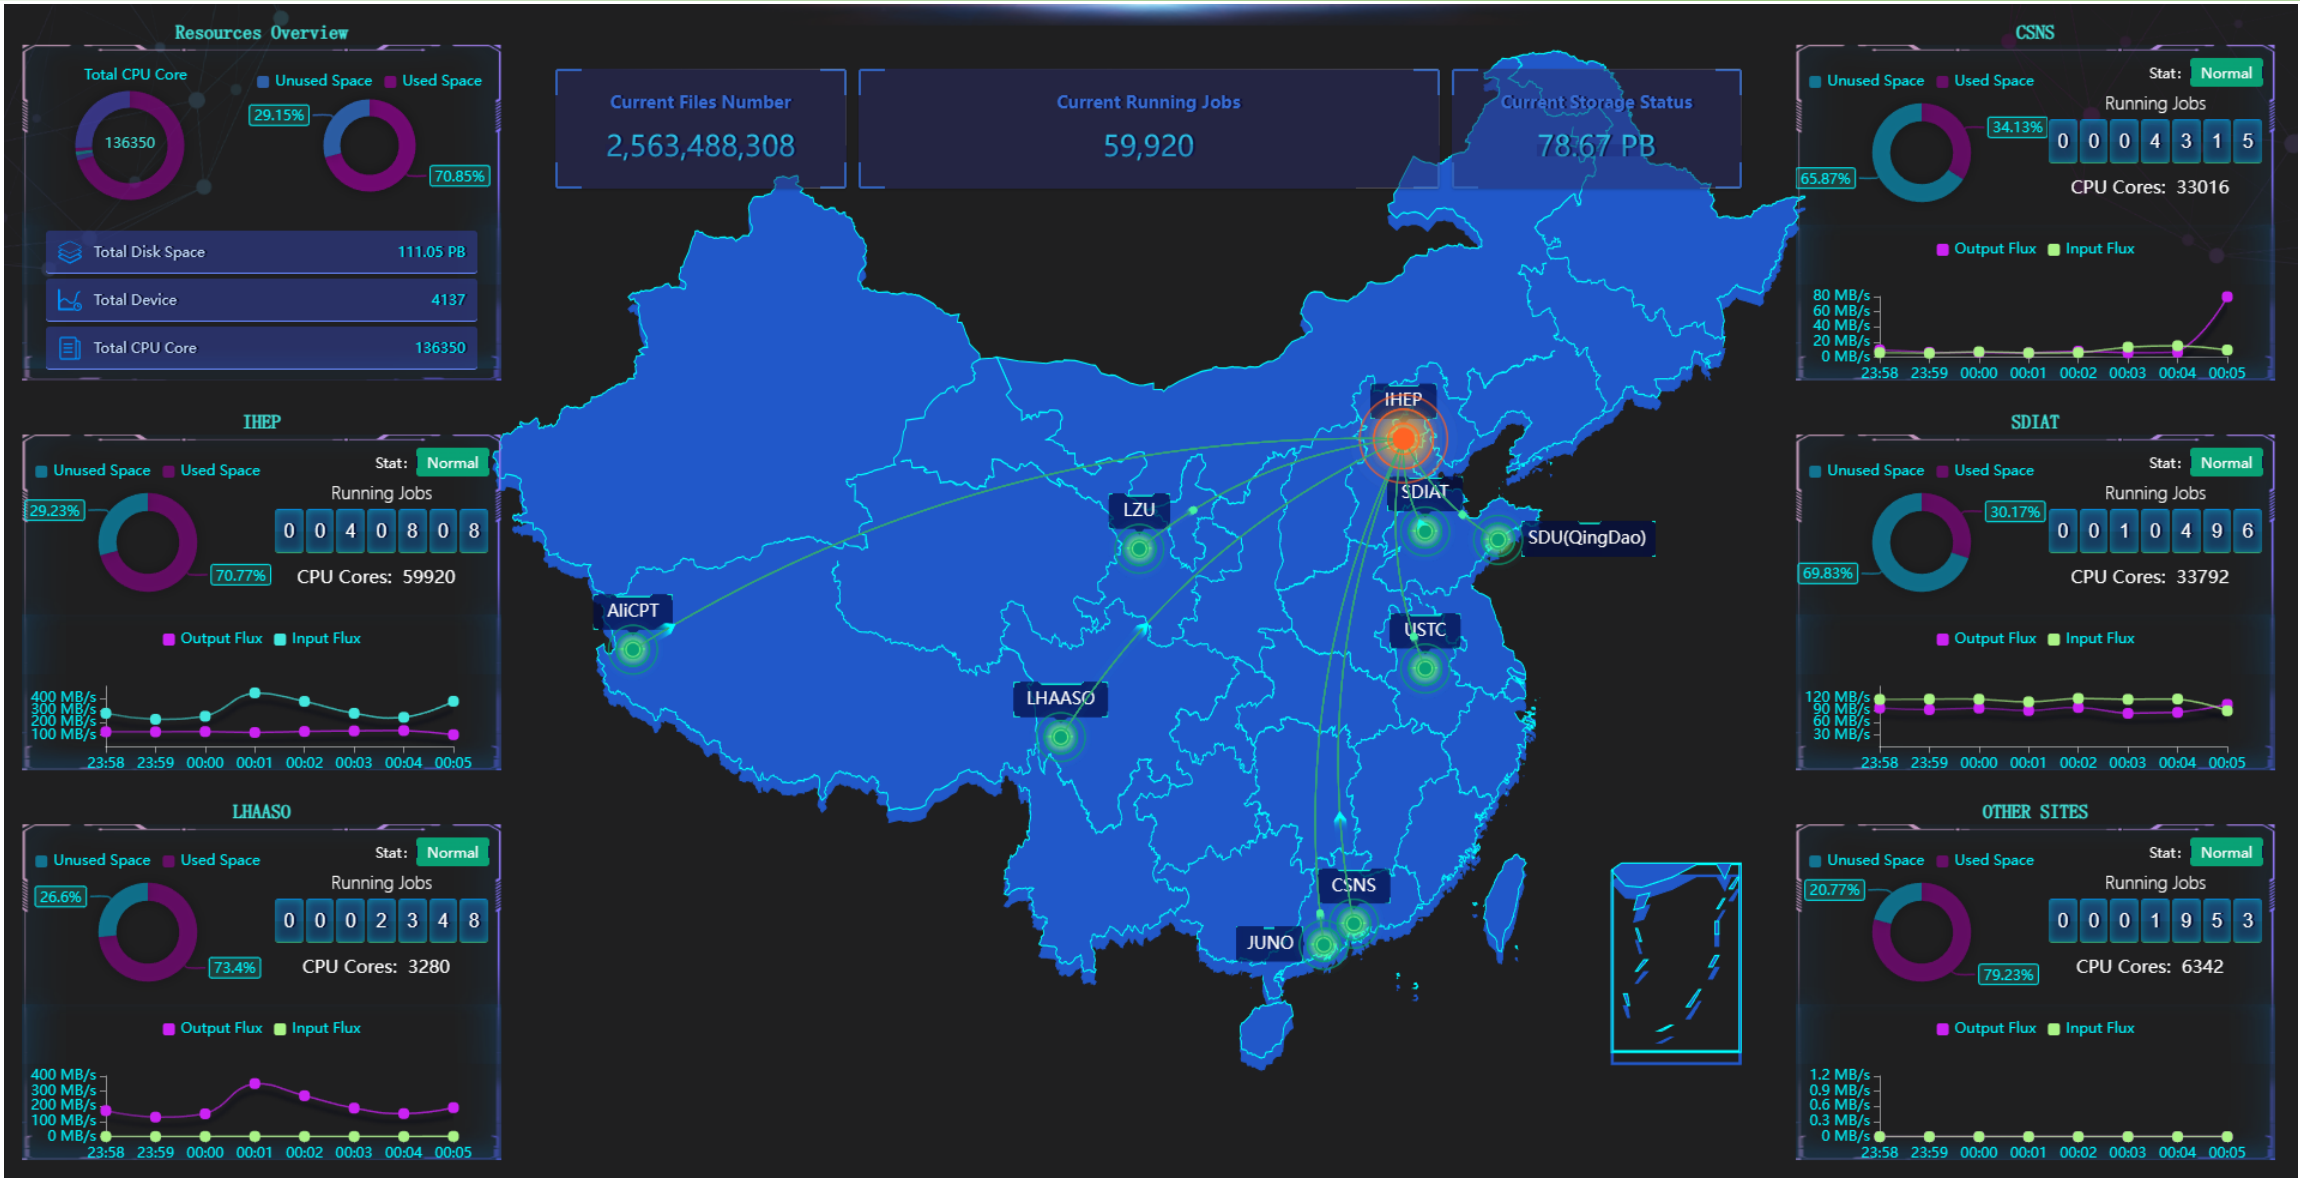 Resources Overview
Total CPU Core
Unused Space Used Space
29.15%
136350
70.85%
Total Disk Space 111.05 PB
Total Device 4137
Total CPU Core 136350
IHEP
Unused Space Used Space
Stat: Normal
Running Jobs
29.23%
0 0 4 0 8 0 8
70.77%
CPU Cores: 59920
Output Flux Input Flux
400 MB/s
300 MB/s
200 MB/s
100 MB/s
23:58 23:59 00:00 00:01 00:02 00:03 00:04 00:05
LHAASO
Unused Space Used Space
Stat: Normal
Running Jobs
26.6%
0 0 0 2 3 4 8
73.4%
CPU Cores: 3280
Output Flux Input Flux
400 MB/s
300 MB/s
200 MB/s
100 MB/s
0 MB/s
23:58 23:59 00:00 00:01 00:02 00:03 00:04 00:05
Current Files Number
2,563,488,308
Current Running Jobs
59,920
Current Storage Status
78.67 PB
IHEP
SDIAT
LZU
SDU(QingDao)
AliCPT
USTC
LHAASO
CSNS
JUNO
CSNS
Unused Space Used Space
Stat: Normal
Running Jobs
34.13%
0 0 0 4 3 1 5
65.87%
CPU Cores: 33016
Output Flux Input Flux
80 MB/s
60 MB/s
40 MB/s
20 MB/s
0 MB/s
23:58 23:59 00:00 00:01 00:02 00:03 00:04 00:05
SDIAT
Unused Space Used Space
Stat: Normal
Running Jobs
30.17%
0 0 1 0 4 9 6
69.83%
CPU Cores: 33792
Output Flux Input Flux
120 MB/s
90 MB/s
60 MB/s
30 MB/s
23:58 23:59 00:00 00:01 00:02 00:03 00:04 00:05
OTHER SITES
Unused Space Used Space
Stat: Normal
Running Jobs
20.77%
0 0 0 1 9 5 3
79.23%
CPU Cores: 6342
Output Flux Input Flux
1.2 MB/s
0.9 MB/s
0.6 MB/s
0.3 MB/s
0 MB/s
23:58 23:59 00:00 00:01 00:02 00:03 00:04 00:05